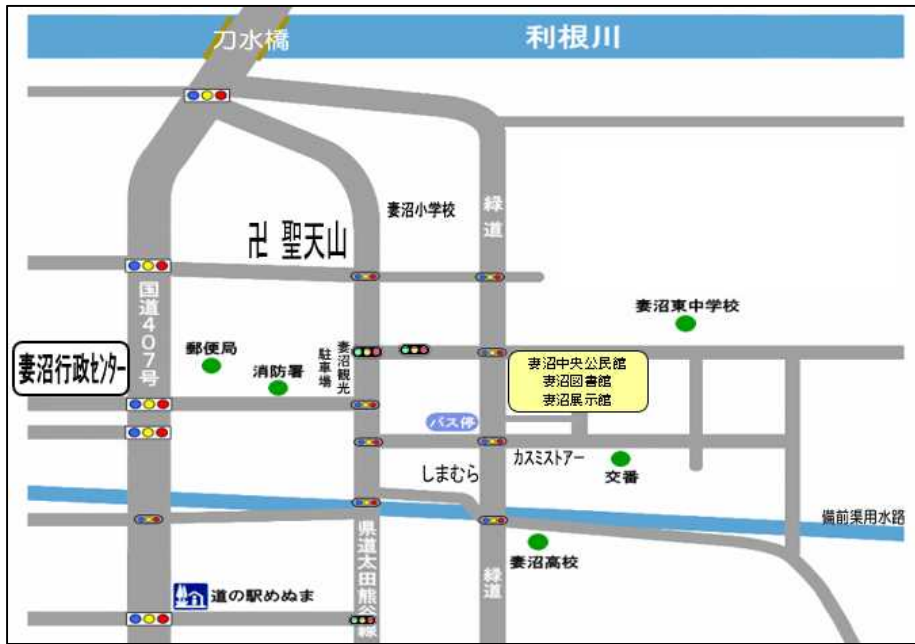 刀水橋
利根川
妻沼小学校
緑道
卍 聖天山
妻沼東中学校
国道407号
妻沼行政センター
郵便局
消防署
妻沼観光
駐車場
妻沼中央公民館
妻沼図書館
妻沼展示館
バス停
しまむら
カスミストアー
交番
備前渠用水路
県道太田熊谷線
妻沼高校
緑道
道の駅めぬま